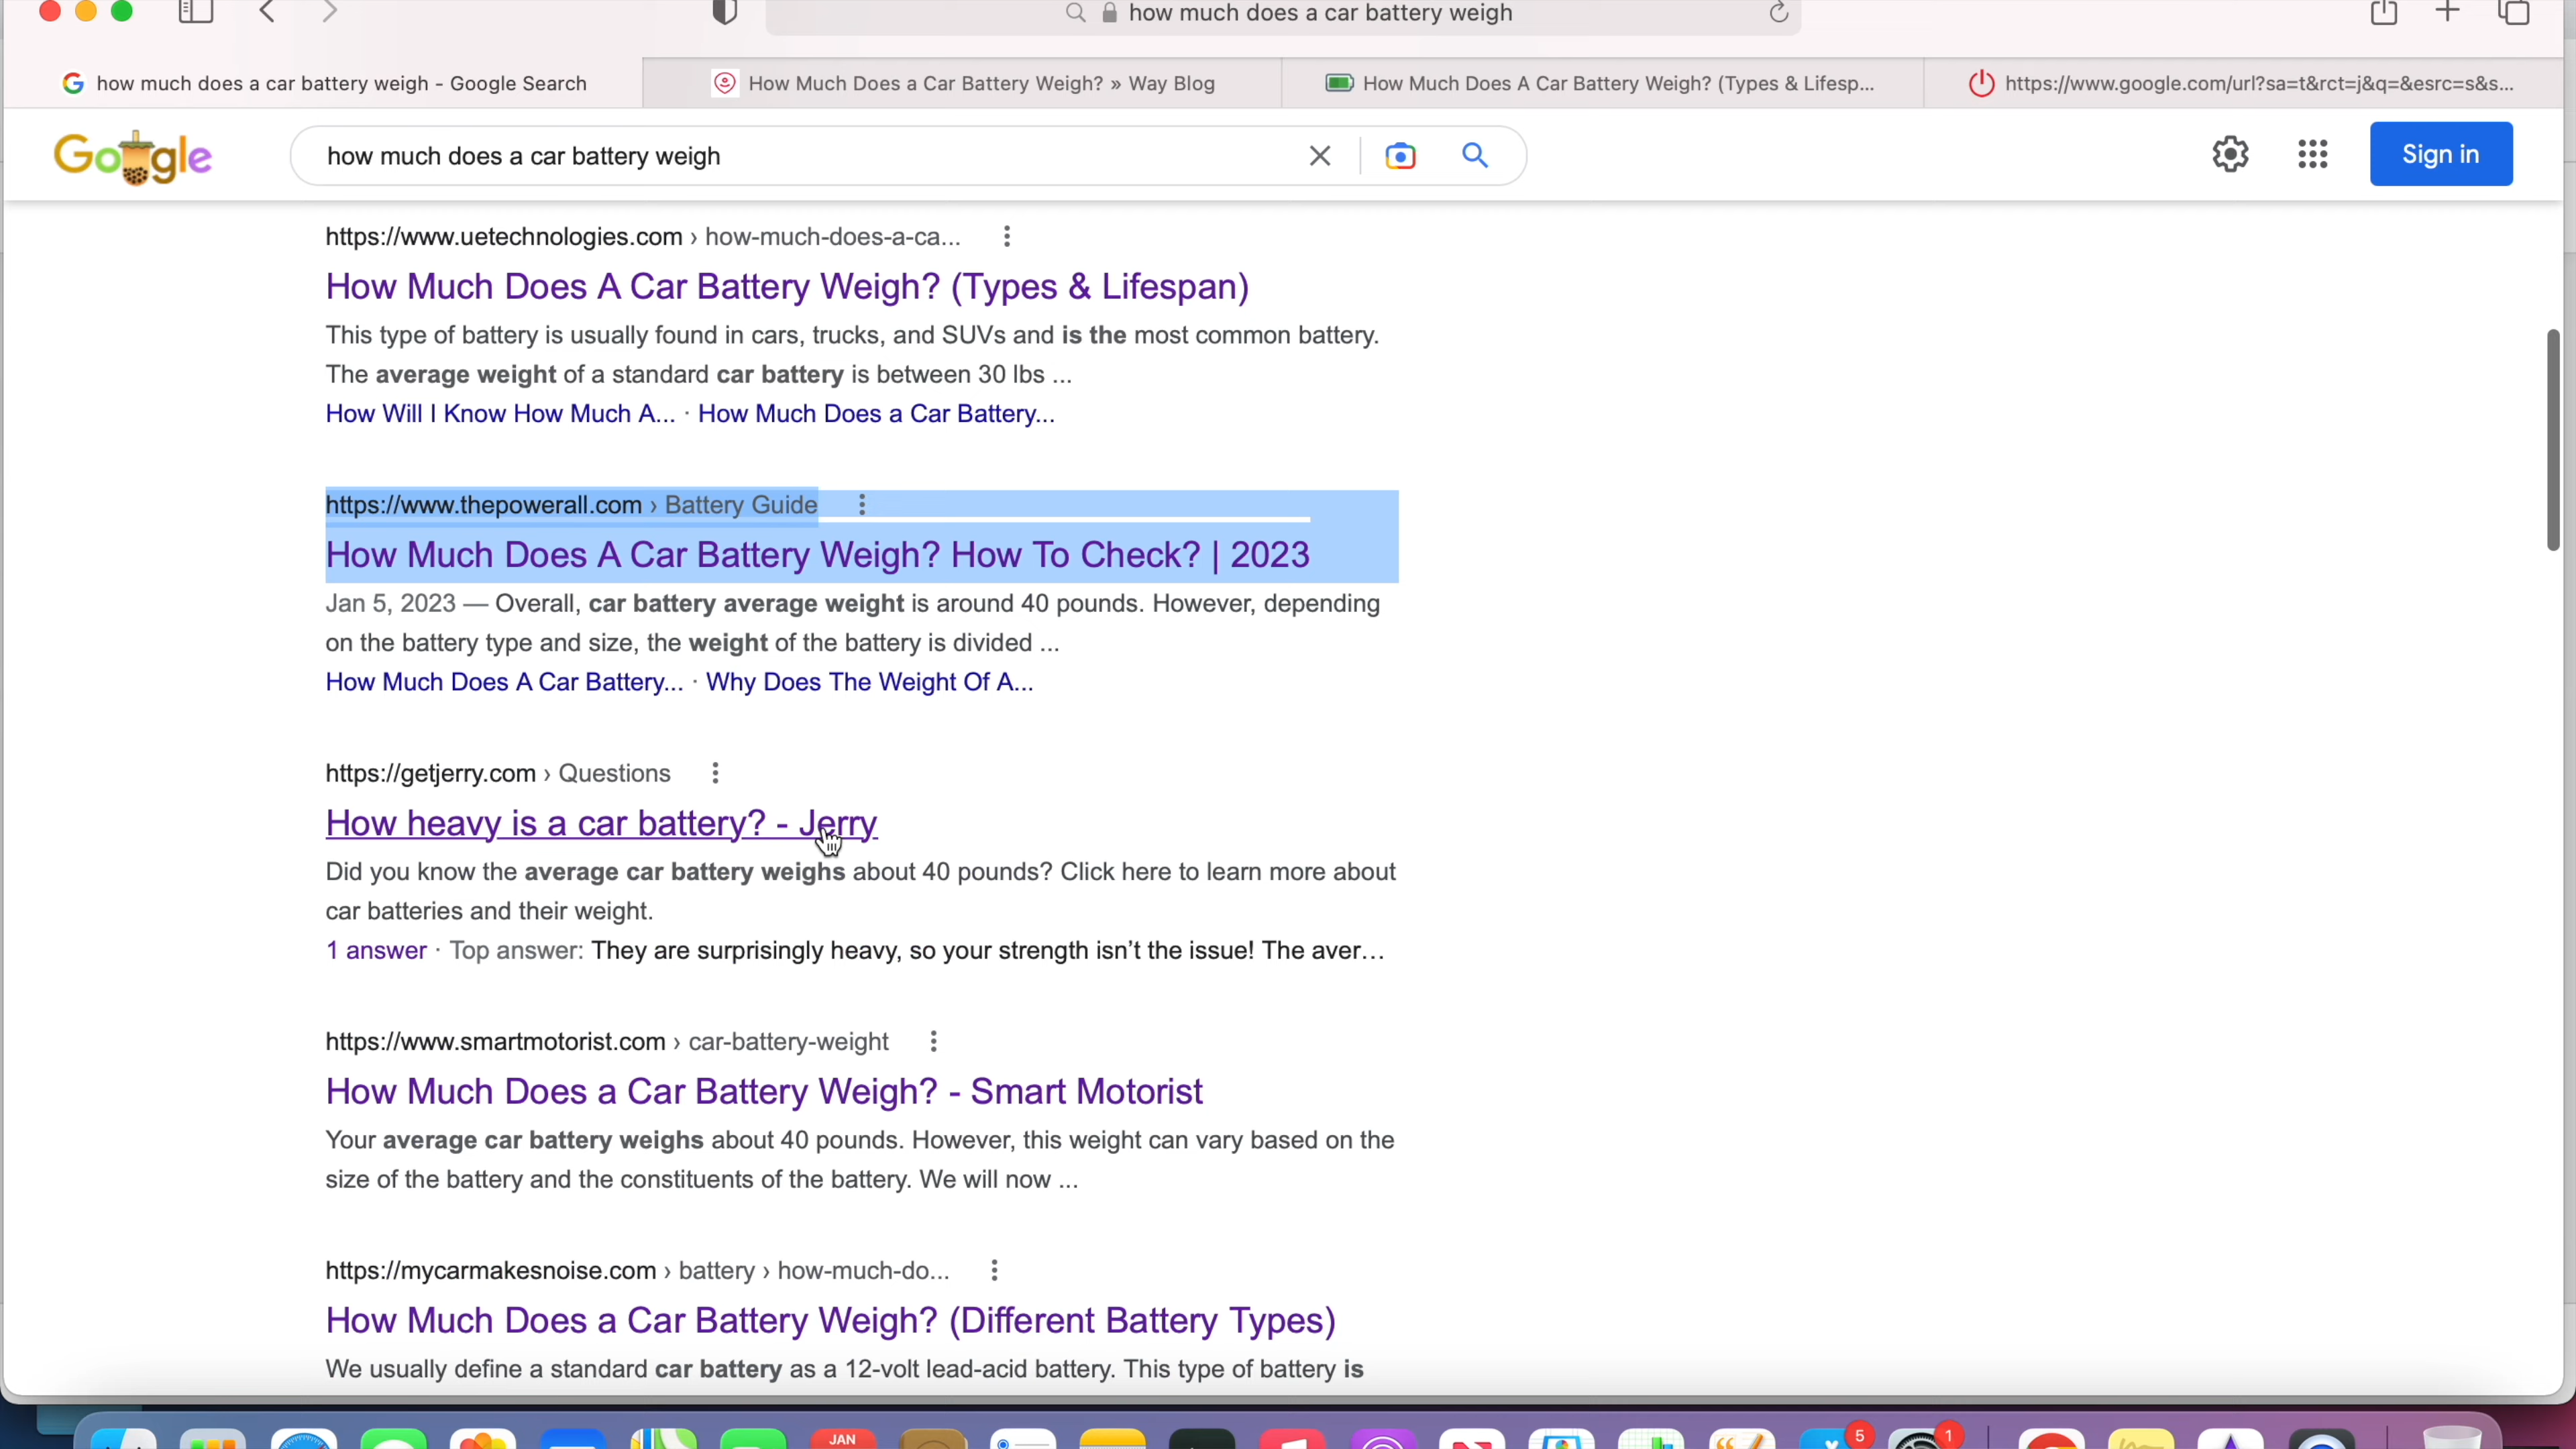 how much does a car battery weigh
how much does a car battery weigh - Google Search
How Much Does a Car Battery Weigh? » Way Blog
How Much Does A Car Battery Weigh? (Types & Lifesp...
https://www.google.com/url?sa=t&rct=j&q=&esrc=s&s...
Google
how much does a car battery weigh
Sign in
https://www.uetechnologies.com › how-much-does-a-ca...
How Much Does A Car Battery Weigh? (Types & Lifespan)
This type of battery is usually found in cars, trucks, and SUVs and is the most common battery.
The average weight of a standard car battery is between 30 lbs ...
How Will I Know How Much A... · How Much Does a Car Battery...
https://www.thepowerall.com › Battery Guide
How Much Does A Car Battery Weigh? How To Check? | 2023
Jan 5, 2023 — Overall, car battery average weight is around 40 pounds. However, depending
on the battery type and size, the weight of the battery is divided ...
How Much Does A Car Battery... · Why Does The Weight Of A...
https://getjerry.com › Questions
How heavy is a car battery? - Jerry
Did you know the average car battery weighs about 40 pounds? Click here to learn more about
car batteries and their weight.
1 answer · Top answer: They are surprisingly heavy, so your strength isn't the issue! The aver...
https://www.smartmotorist.com › car-battery-weight
How Much Does a Car Battery Weigh? - Smart Motorist
Your average car battery weighs about 40 pounds. However, this weight can vary based on the
size of the battery and the constituents of the battery. We will now ...
https://mycarmakesnoise.com › battery › how-much-do...
How Much Does a Car Battery Weigh? (Different Battery Types)
We usually define a standard car battery as a 12-volt lead-acid battery. This type of battery is
JAN
5
1